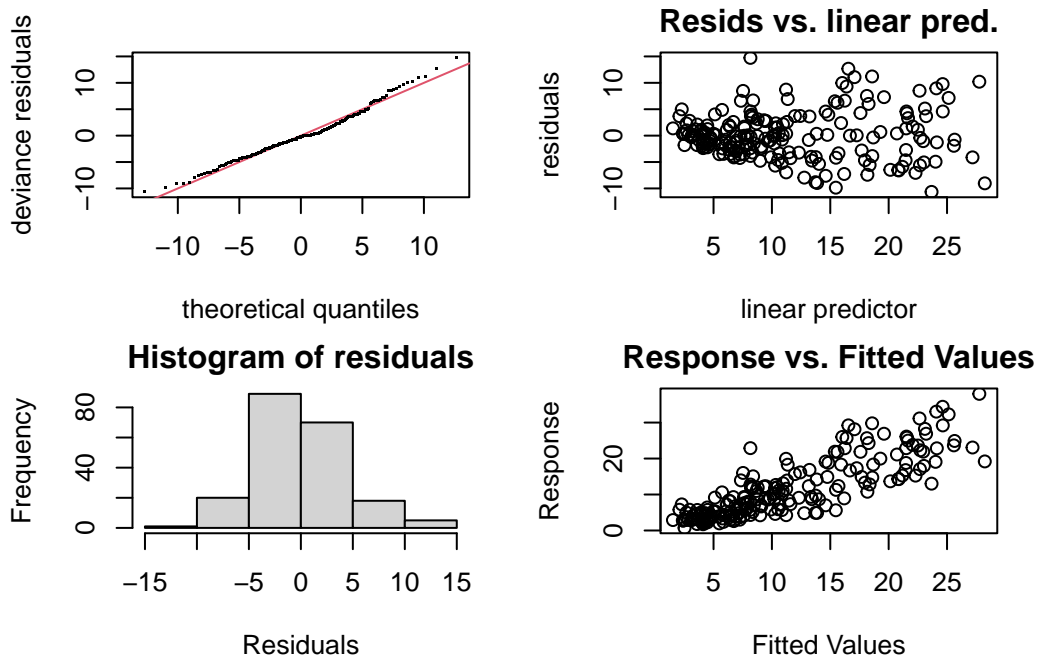 deviance residuals
−10 0 10
−10 −5 0 5 10
theoretical quantiles
Resids vs. linear pred.
residuals
−10 0 10
5 10 15 20 25
linear predictor
Histogram of residuals
Frequency
0 40 80
−15 −5 0 5 10 15
Residuals
Response vs. Fitted Values
Response
0 20
5 10 15 20 25
Fitted Values